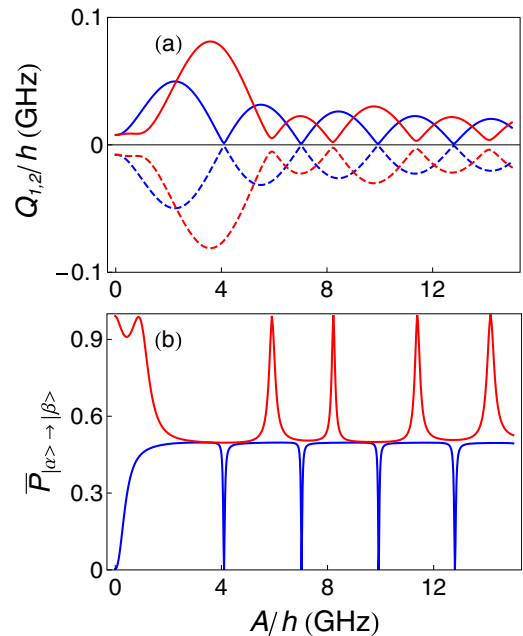 0.1
(a)
0
−0.1
Q1,2/h (GHz)
0 4 8 12
0.9
(b)
0.6
0.3
0
P̅|α>→|β>
0 4 8 12
A/h (GHz)